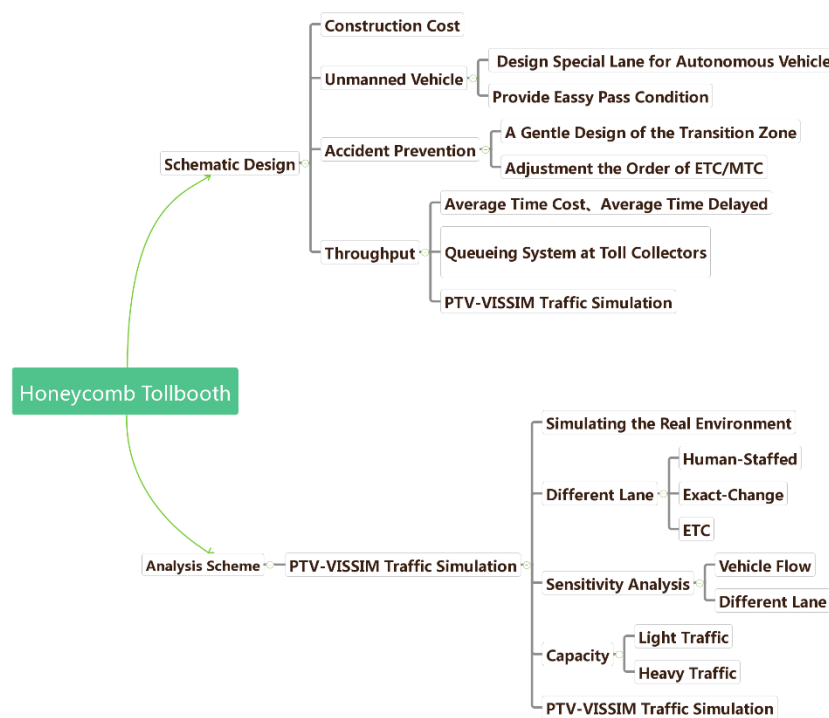 Construction Cost
Unmanned Vehicle
Design Special Lane for Autonomous Vehicle
Provide Eassy Pass Condition
Accident Prevention
A Gentle Design of the Transition Zone
Adjustment the Order of ETC/MTC
Schematic Design
Throughput
Average Time Cost、Average Time Delayed
Queueing System at Toll Collectors
PTV-VISSIM Traffic Simulation
Honeycomb Tollbooth
Analysis Scheme
PTV-VISSIM Traffic Simulation
Simulating the Real Environment
Different Lane
Human-Staffed
Exact-Change
ETC
Sensitivity Analysis
Vehicle Flow
Different Lane
Capacity
Light Traffic
Heavy Traffic
PTV-VISSIM Traffic Simulation